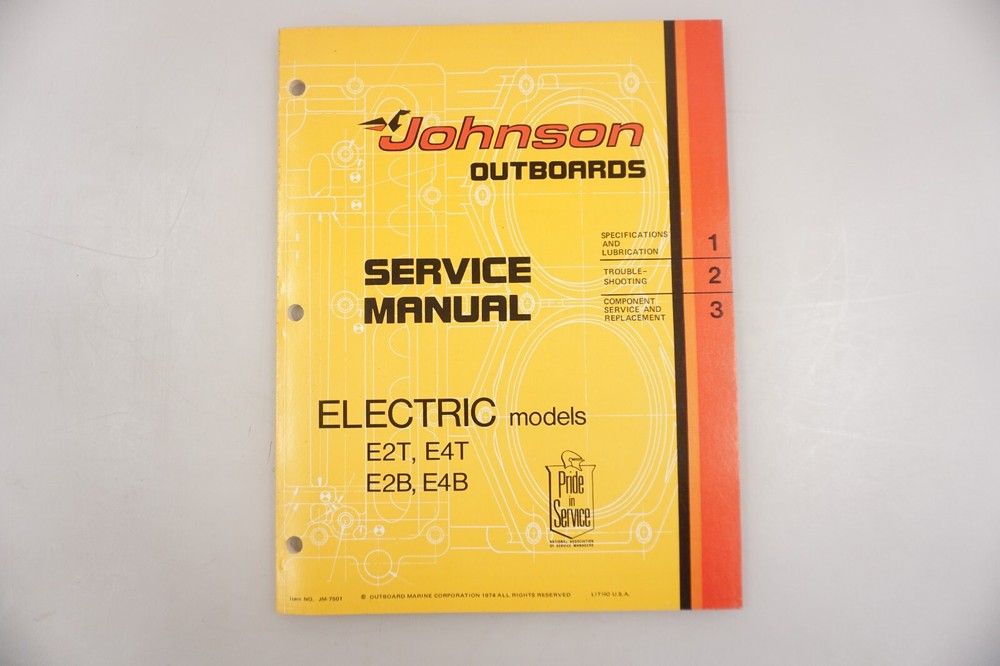 Johnson
OUTBOARDS
SPECIFICATIONS
AND
LUBRICATION
1
TROUBLE-
SHOOTING
2
COMPONENT
SERVICE AND
REPLACEMENT
3
SERVICE
MANUAL
ELECTRIC models
E2T, E4T
E2B, E4B
Pride
in
Service
NATIONAL ASSOCIATION
OF SERVICE MANAGERS
Item NO. JM-7501
© OUTBOARD MARINE CORPORATION 1974 ALL RIGHTS RESERVED
LITHO U.S.A.